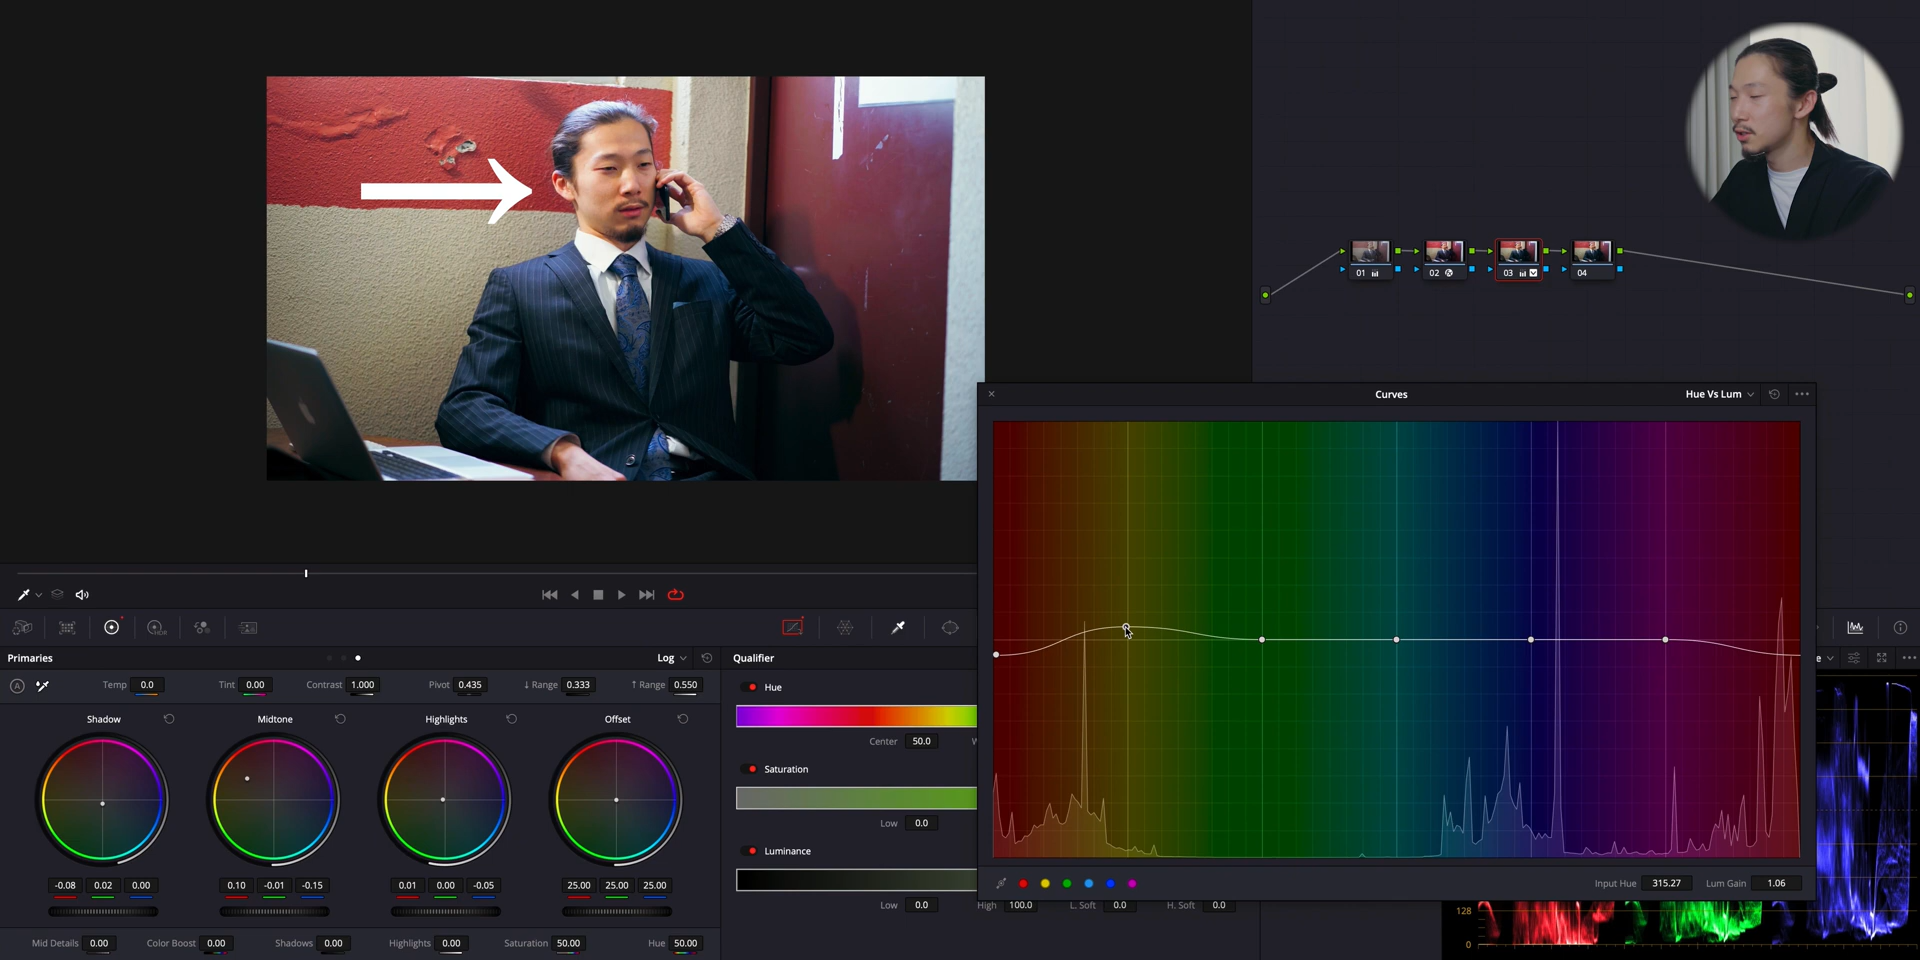 01
02
03
04
Curves
Hue Vs Lum
Primaries
Log
Qualifier
Temp 0.0 Tint 0.00 Contrast 1.000 Pivot 0.435 ↓ Range 0.333 ↑ Range 0.550
Hue
Shadow Midtone Highlights Offset
Center 50.0
Saturation
Low 0.0
Luminance
-0.08 0.02 0.00 0.10 -0.01 -0.15 0.01 0.00 -0.05 25.00 25.00 25.00
Input Hue 315.27 Lum Gain 1.06
Low 0.0 High 100.0 L. Soft 0.0 H. Soft 0.0
128
0
Mid Details 0.00 Color Boost 0.00 Shadows 0.00 Highlights 0.00 Saturation 50.00 Hue 50.00